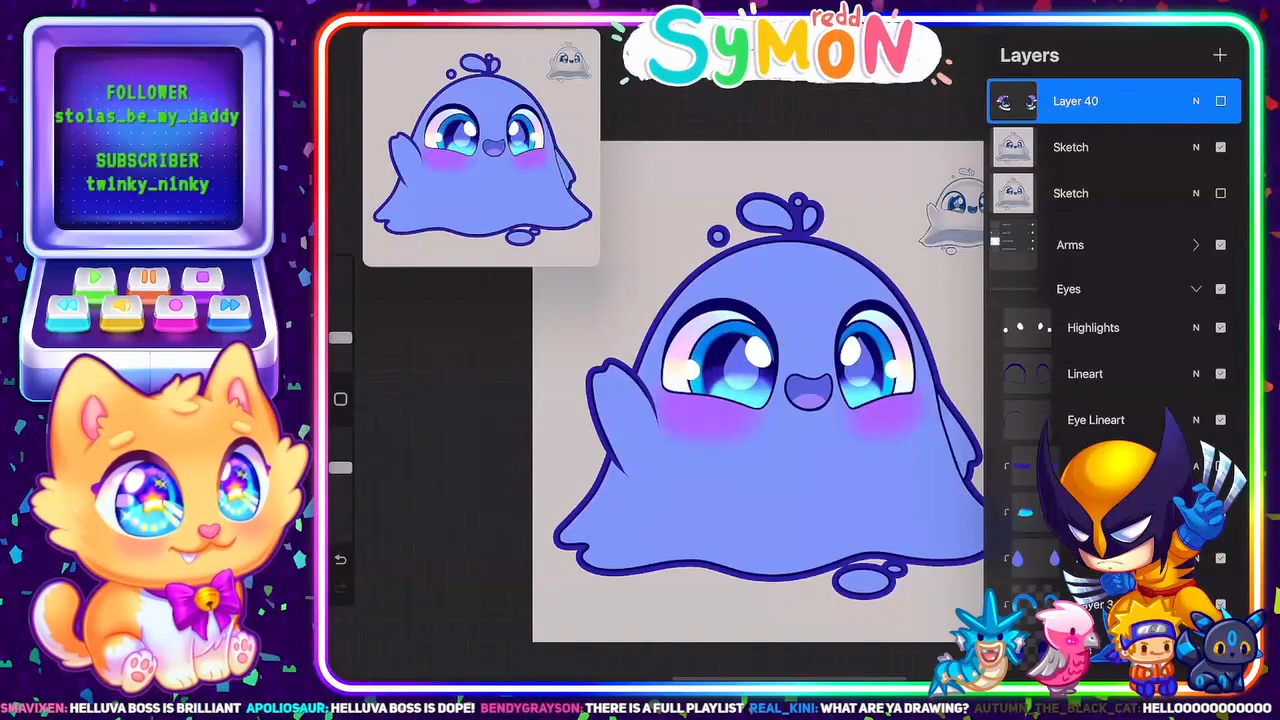 FOLLOWER
stolas_be_my_daddy
SUBSCRIBER
tw1nky_n1nky
redd
SyMON
Layers
Layer 40
N
Sketch
N
Sketch
N
Arms
Eyes
Highlights
N
Lineart
N
Eye Lineart
N
A
SMAVIXEN: HELLUVA BOSS IS BRILLIANT APOLIOSAUR: HELLUVA BOSS IS DOPE! BENDYGRAYSON: THERE IS A FULL PLAYLIST REAL_KINI: WHAT ARE YA DRAWING? AUTUMN_THE_BLACK_CAT: HELLOOOOOOOOOOO